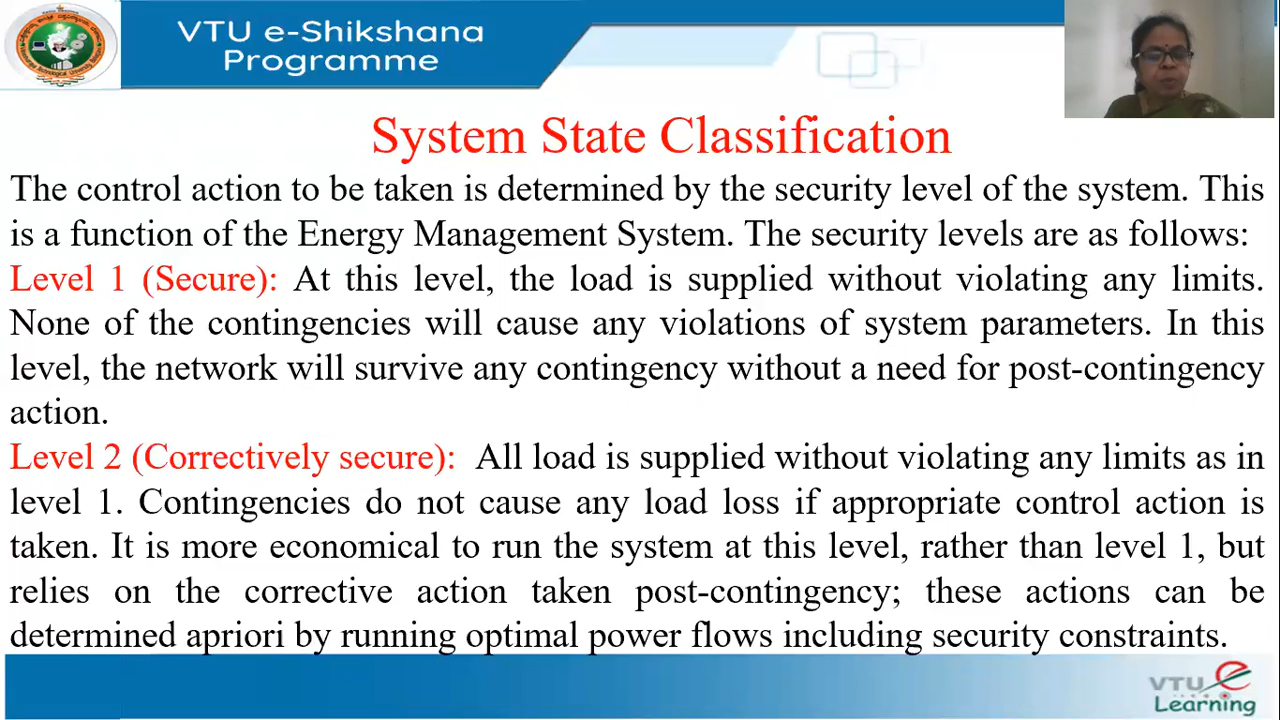 VTU e-Shikshana
Programme
System State Classification
The control action to be taken is determined by the security level of the system. This
is a function of the Energy Management System. The security levels are as follows:
Level 1 (Secure): At this level, the load is supplied without violating any limits.
None of the contingencies will cause any violations of system parameters. In this
level, the network will survive any contingency without a need for post-contingency
action.
Level 2 (Correctively secure): All load is supplied without violating any limits as in
level 1. Contingencies do not cause any load loss if appropriate control action is
taken. It is more economical to run the system at this level, rather than level 1, but
relies on the corrective action taken post-contingency; these actions can be
determined apriori by running optimal power flows including security constraints.
VTU e
Learning